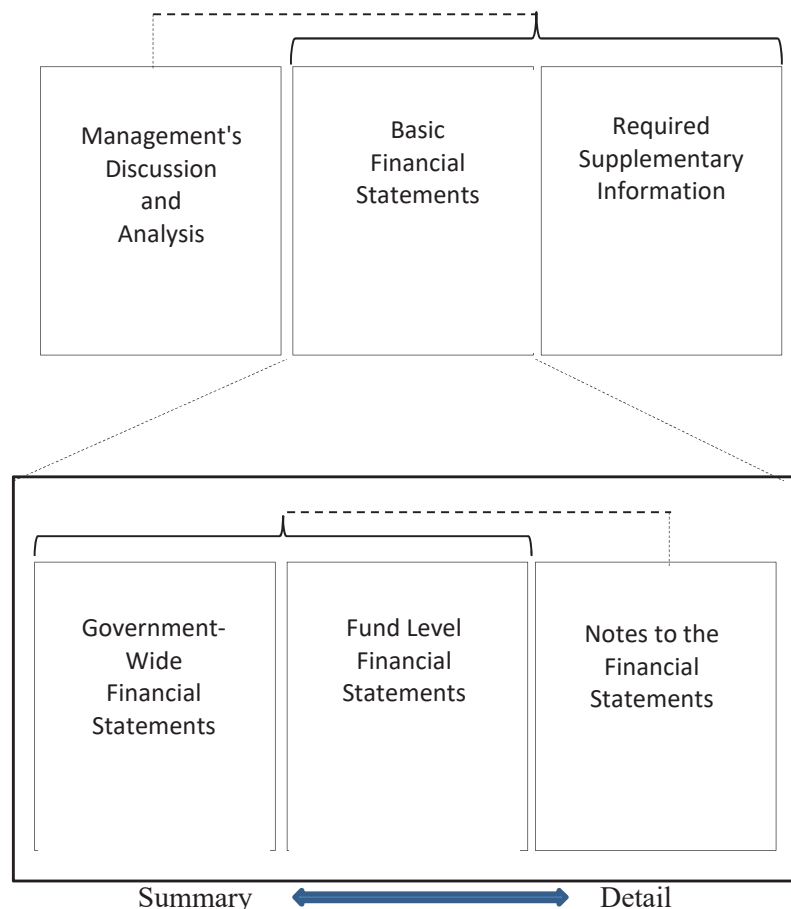 Management's
Discussion
and
Analysis
Basic
Financial
Statements
Required
Supplementary
Information
Government-
Wide
Financial
Statements
Fund Level
Financial
Statements
Notes to the
Financial
Statements
Summary
Detail